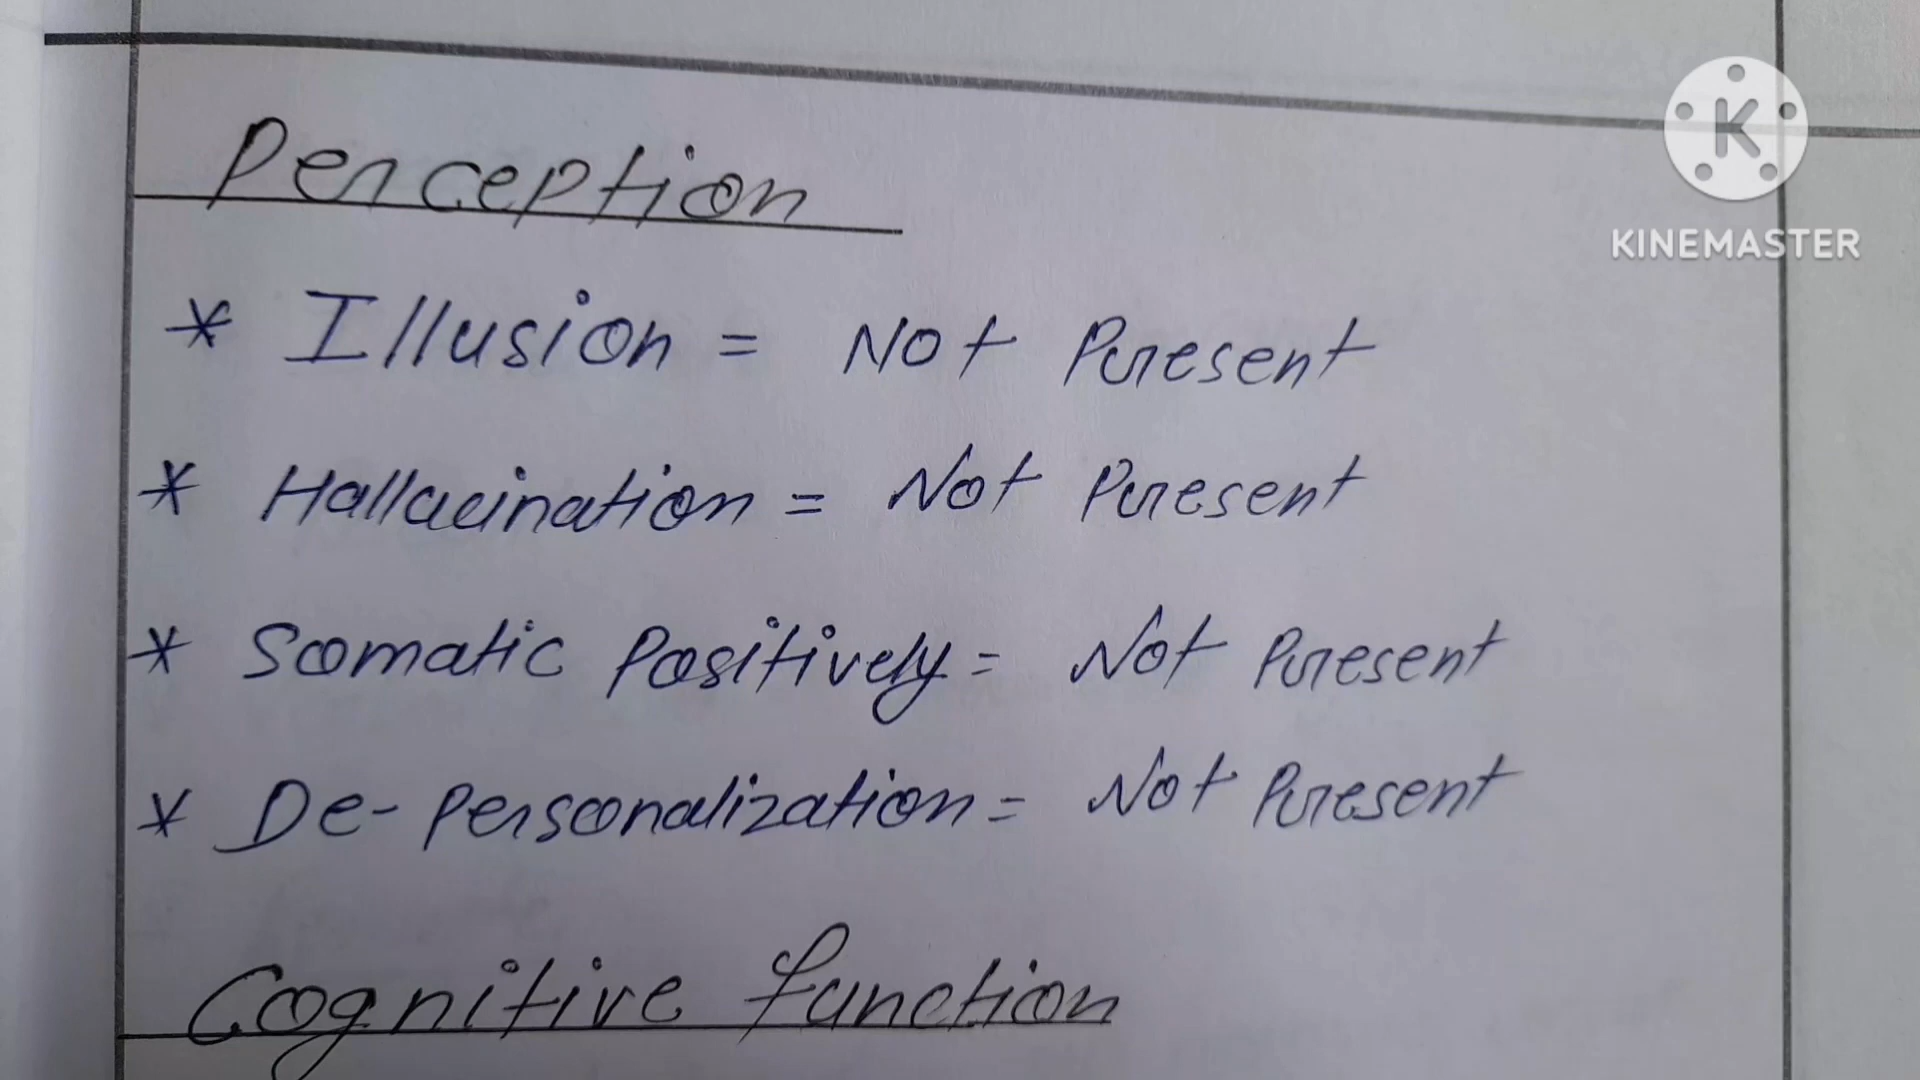 Perception
* Illusion = Not Present
* Hallucination = Not Present
* Somatic Positively = Not Present
* De-Personalization = Not Present
Cognitive function
KINEMASTER